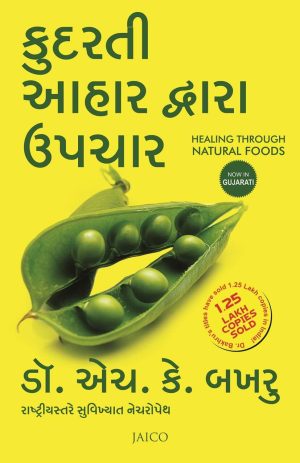 કુદરતી
આહાર દ્વારા
ઉપચાર
HEALING THROUGH
NATURAL FOODS
NOW IN
GUJARATI
Dr. Bakhru's titles have sold 1.25 Lakh copies in India!
1.25
LAKH
COPIES
SOLD
ડૉ. એચ. કે. બખરુ
રાષ્ટ્રીયસ્તરે સુવિખ્યાત નેચરોપેથ
JAICO